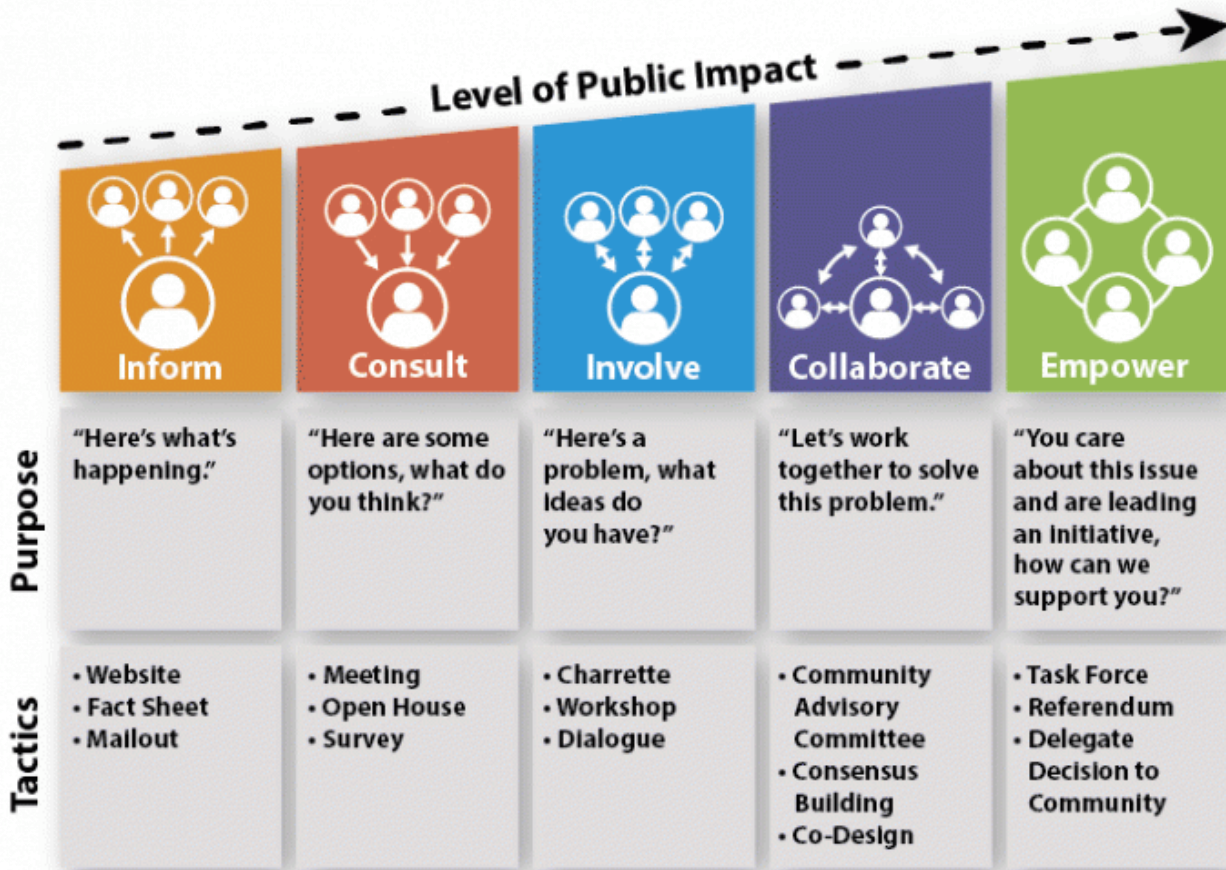 Level of Public Impact
Inform
Consult
Involve
Collaborate
Empower
Purpose
“Here’s what’s
happening.”
“Here are some
options, what do
you think?”
“Here’s a
problem, what
ideas do
you have?”
“Let’s work
together to solve
this problem.”
“You care
about this issue
and are leading
an initiative,
how can we
support you?”
Tactics
• Website
• Fact Sheet
• Mailout
• Meeting
• Open House
• Survey
• Charrette
• Workshop
• Dialogue
• Community
Advisory
Committee
• Consensus
Building
• Co-Design
• Task Force
• Referendum
• Delegate
Decision to
Community